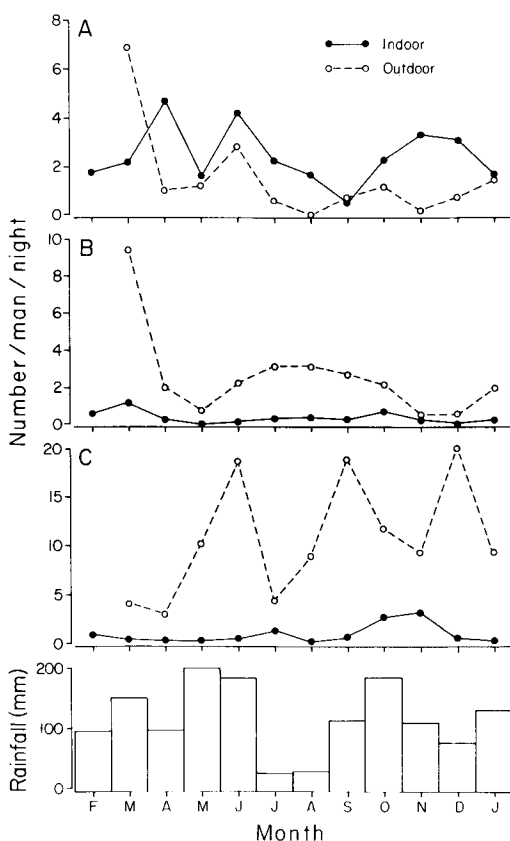 A
8
6
4
2
0
Indoor
Outdoor
B
10
8
6
4
2
0
C
20
15
10
5
0
Number/man/night
200
100
0
Rainfall (mm)
F M A M J J A S O N D J
Month